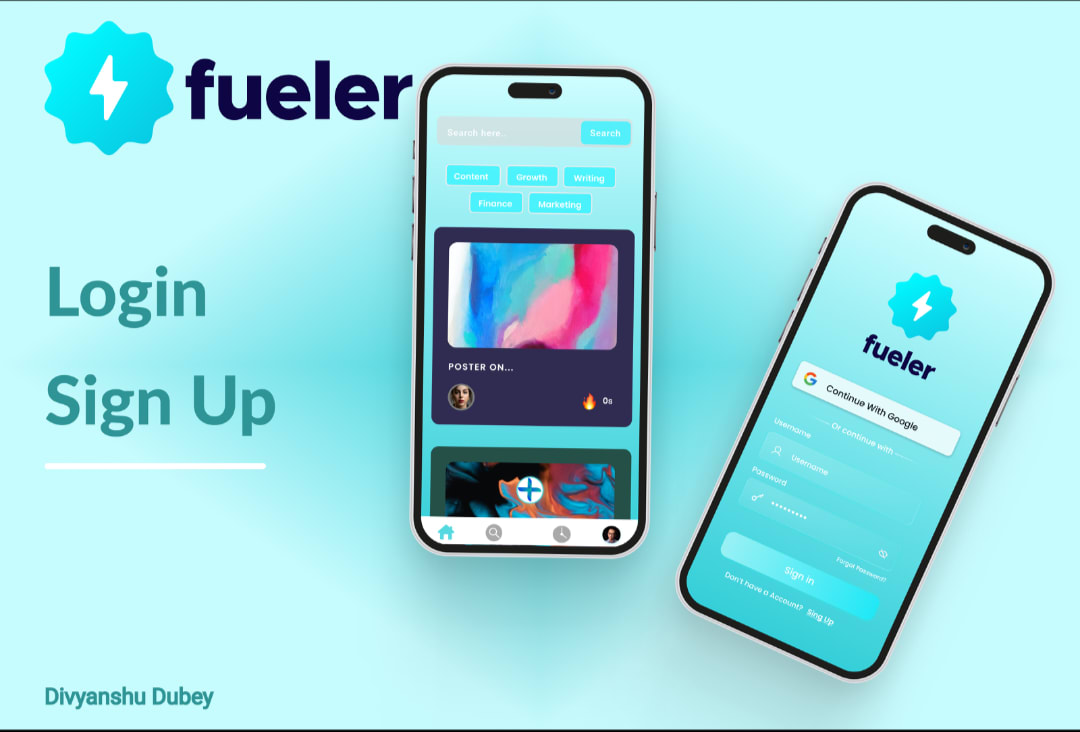 fueler
Login
Sign Up
Divyanshu Dubey
Search here..
Search
Content
Growth
Writing
Finance
Marketing
POSTER ON...
0s
fueler
Continue With Google
Or continue with
Username
Username
Password
*********
Forgot Password?
Sign In
Don't have a Account? Sing Up